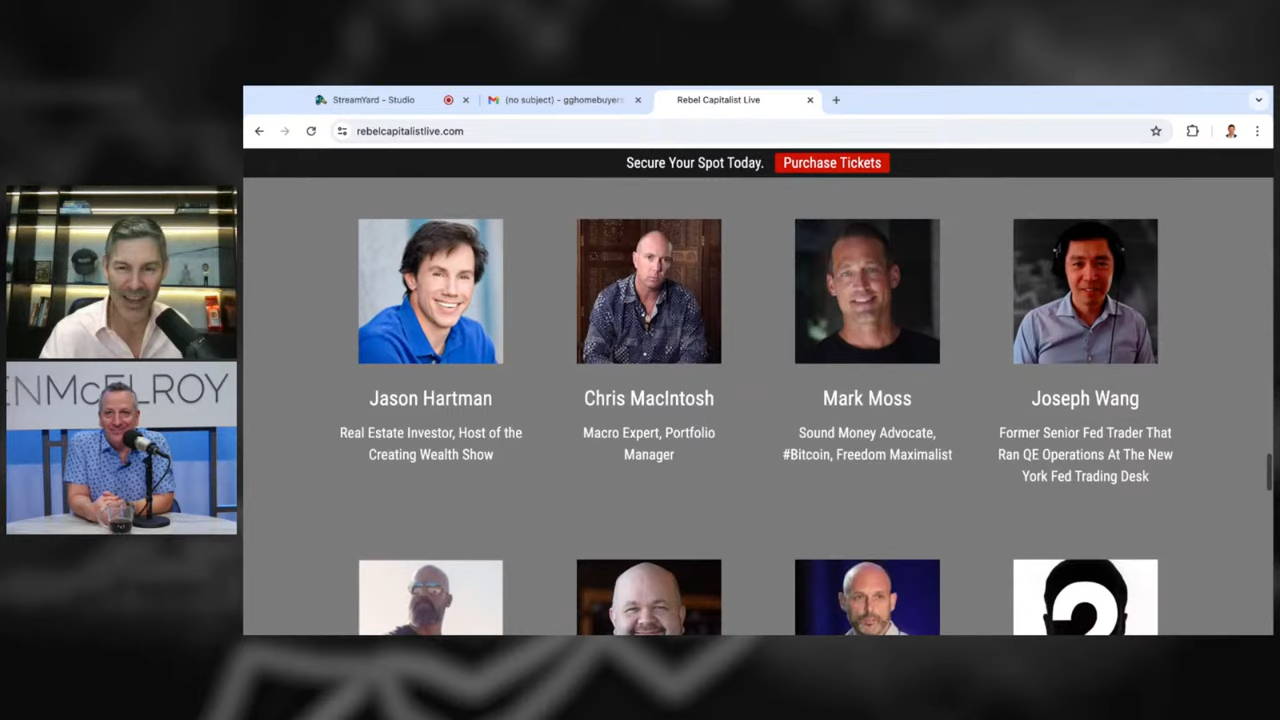 StreamYard - Studio
(no subject) - gghomebuyers
Rebel Capitalist Live
rebelcapitalistlive.com
Secure Your Spot Today.
Purchase Tickets
ENMcELROY
Jason Hartman
Chris MacIntosh
Mark Moss
Joseph Wang
Real Estate Investor, Host of the
Creating Wealth Show
Macro Expert, Portfolio
Manager
Sound Money Advocate,
#Bitcoin, Freedom Maximalist
Former Senior Fed Trader That
Ran QE Operations At The New
York Fed Trading Desk
?